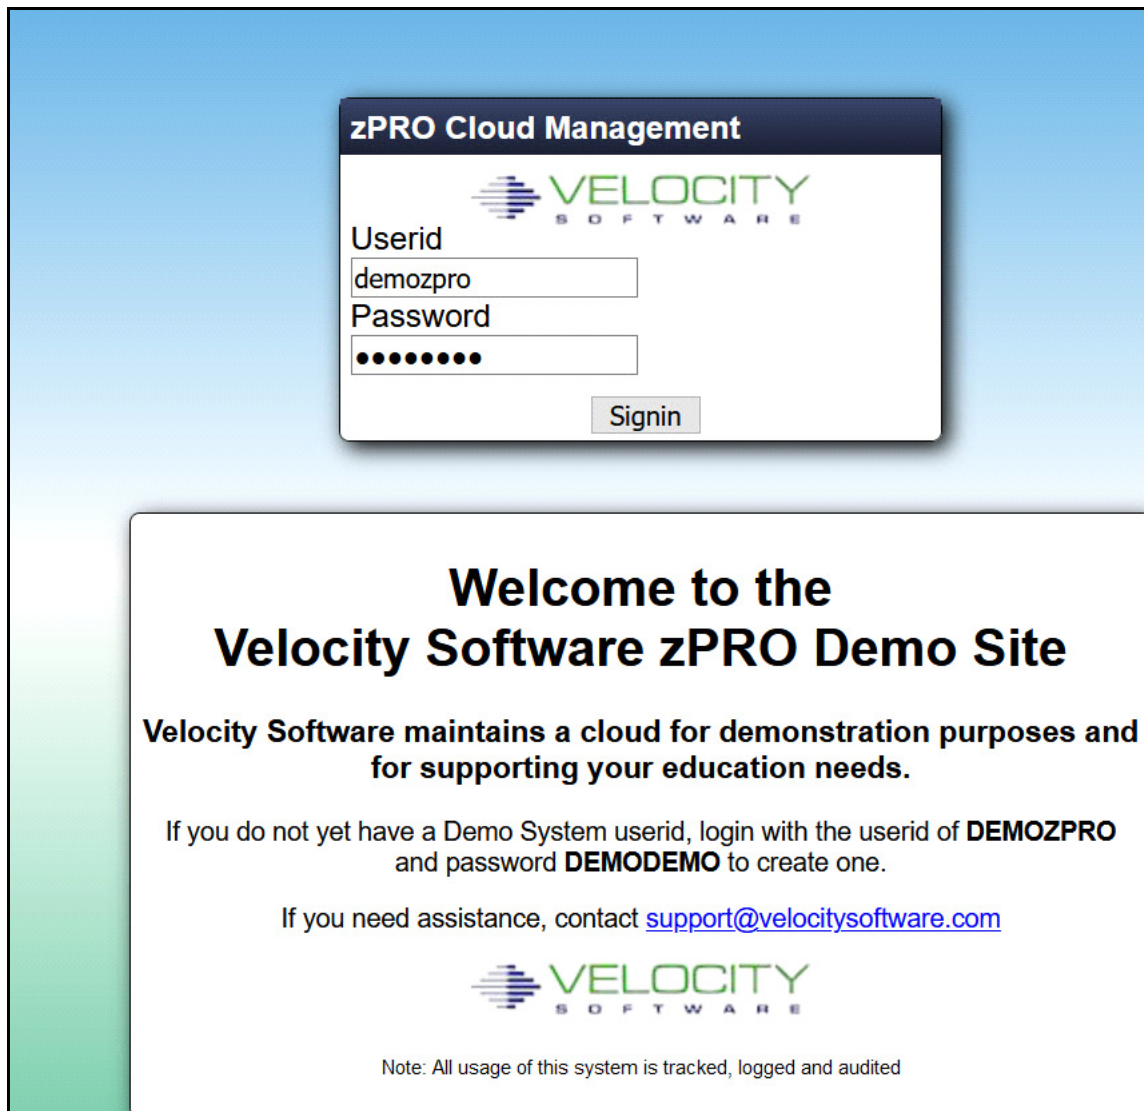 zPRO Cloud Management
VELOCITY
SOFTWARE
Userid
demozpro
Password
●●●●●●●●
Signin
Welcome to the
Velocity Software zPRO Demo Site
Velocity Software maintains a cloud for demonstration purposes and
for supporting your education needs.
If you do not yet have a Demo System userid, login with the userid of DEMOZPRO
and password DEMODEMO to create one.
If you need assistance, contact support@velocitysoftware.com
VELOCITY
SOFTWARE
Note: All usage of this system is tracked, logged and audited